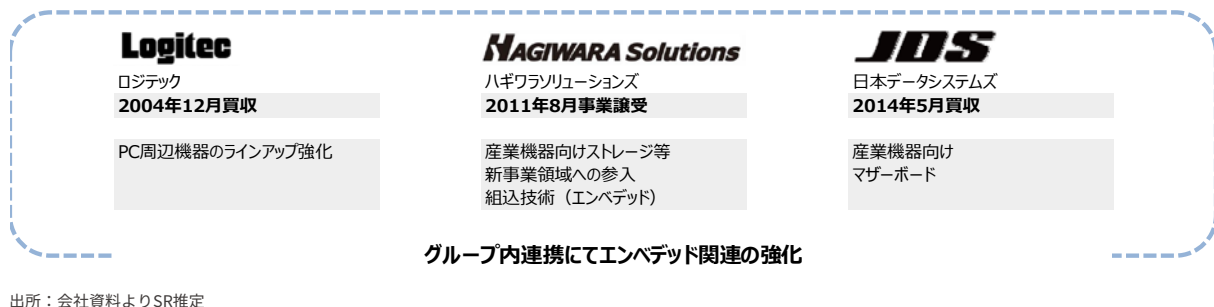 Logitec
ロジテック
2004年12月買収
PC周辺機器のラインアップ強化
HAGIWARA Solutions
ハギワラソリューションズ
2011年8月事業譲受
産業機器向けストレージ等
新事業領域への参入
組込技術（エンベデッド）
JDS
日本データシステムズ
2014年5月買収
産業機器向け
マザーボード
グループ内連携にてエンベデッド関連の強化
出所：会社資料よりSR推定